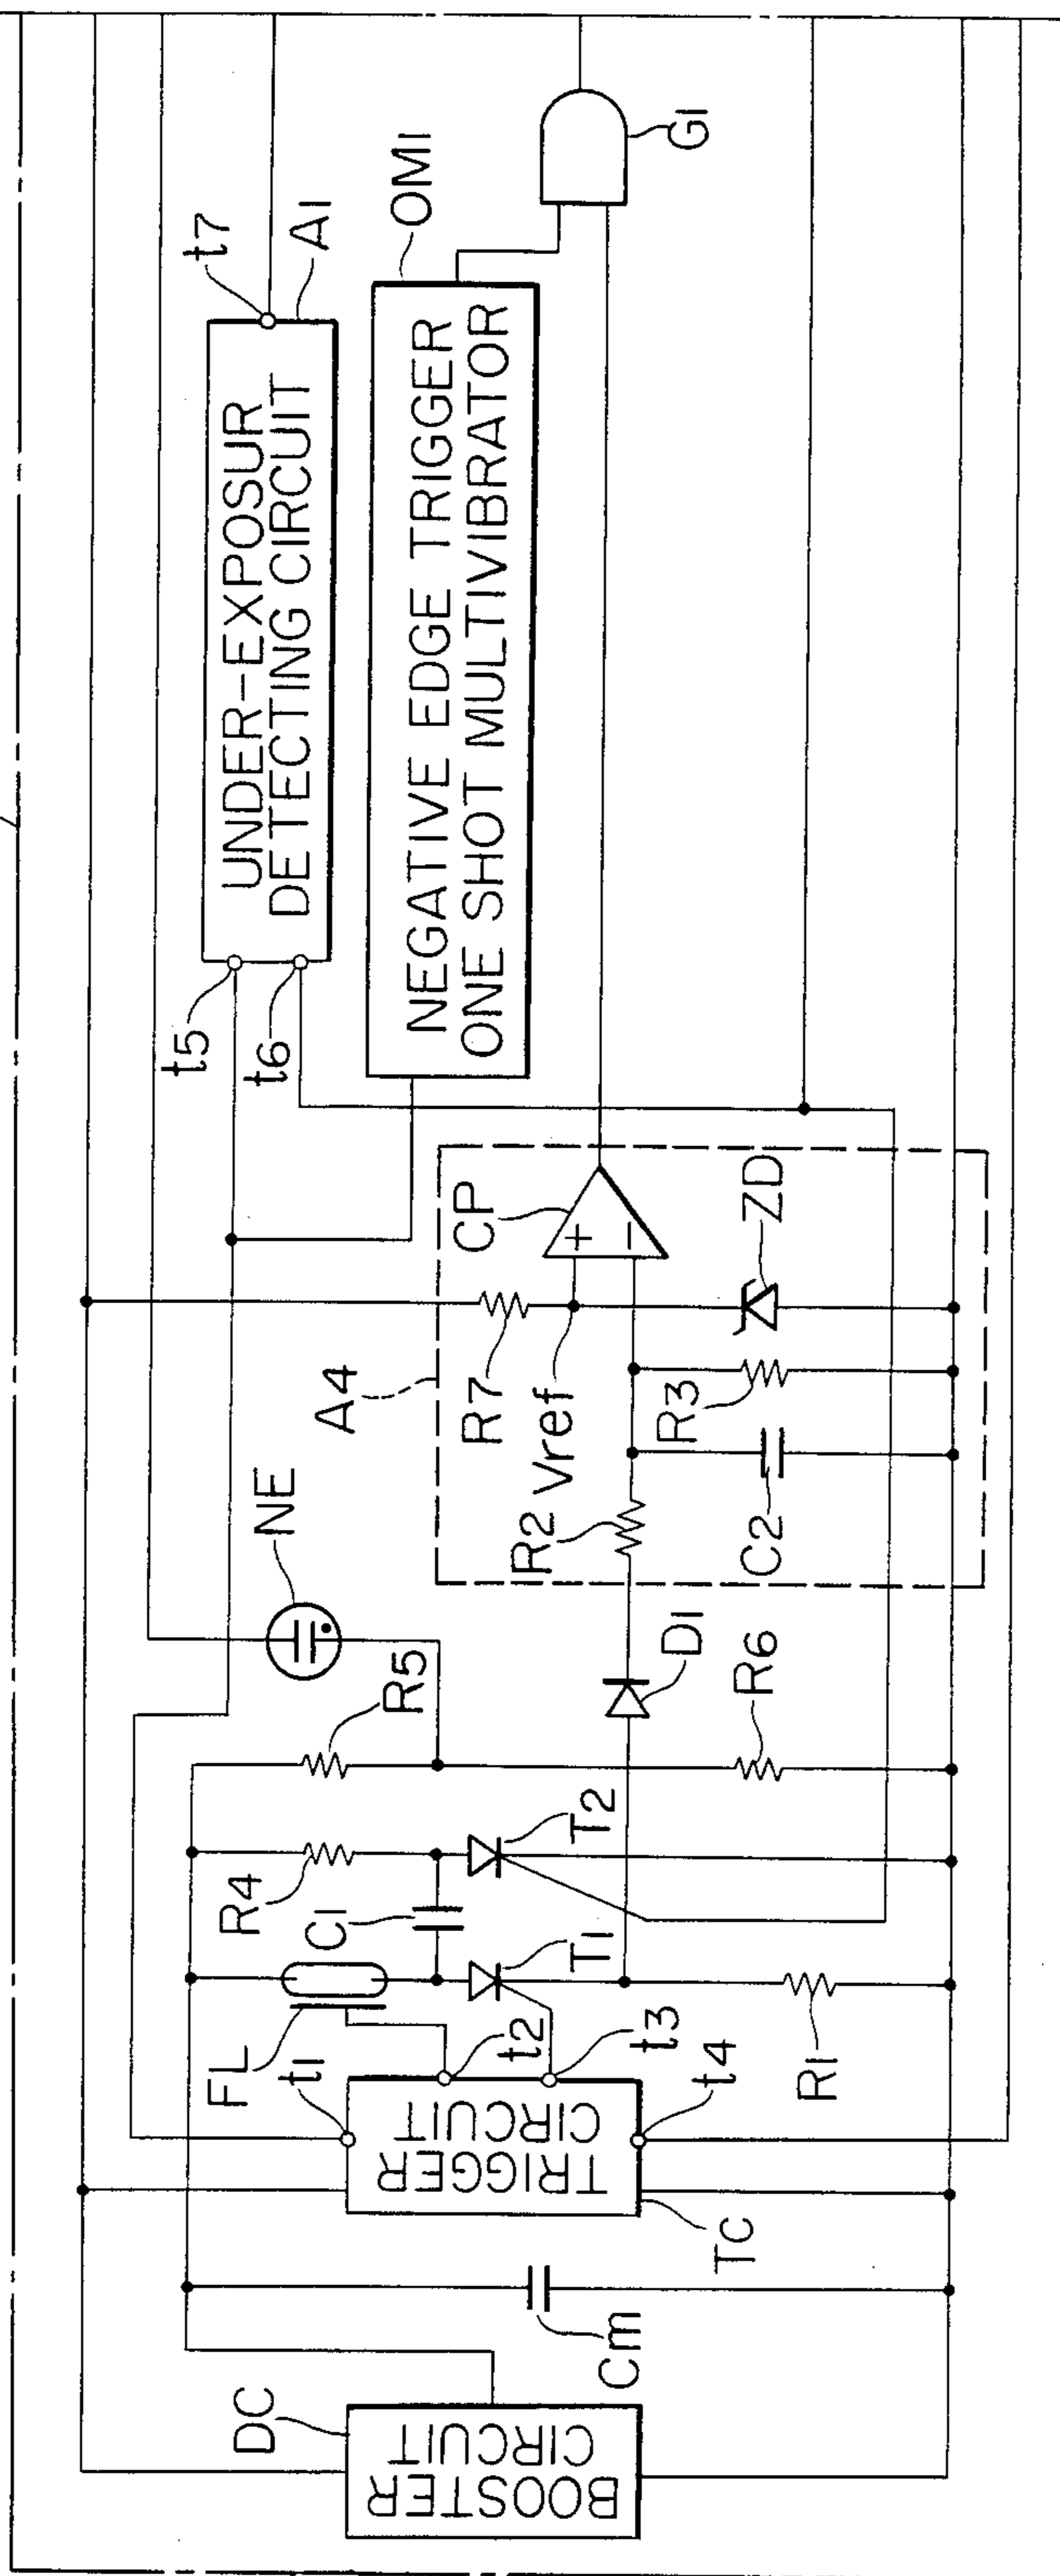 UNDER-EXPOSUR
DETECTING CIRCUIT
t7
A1
NEGATIVE EDGE TRIGGER
ONE SHOT MULTIVIBRATOR
OM1
G1
t5
t6
CP
+
−
ZD
A4
R7
Vref
R3
R2
C2
NE
R5
D1
R6
R4
C1
T2
T1
FL
t1
t2
t3
t4
R1
TRIGGER
CIRCUIT
TC
Cm
DC
BOOSTER
CIRCUIT